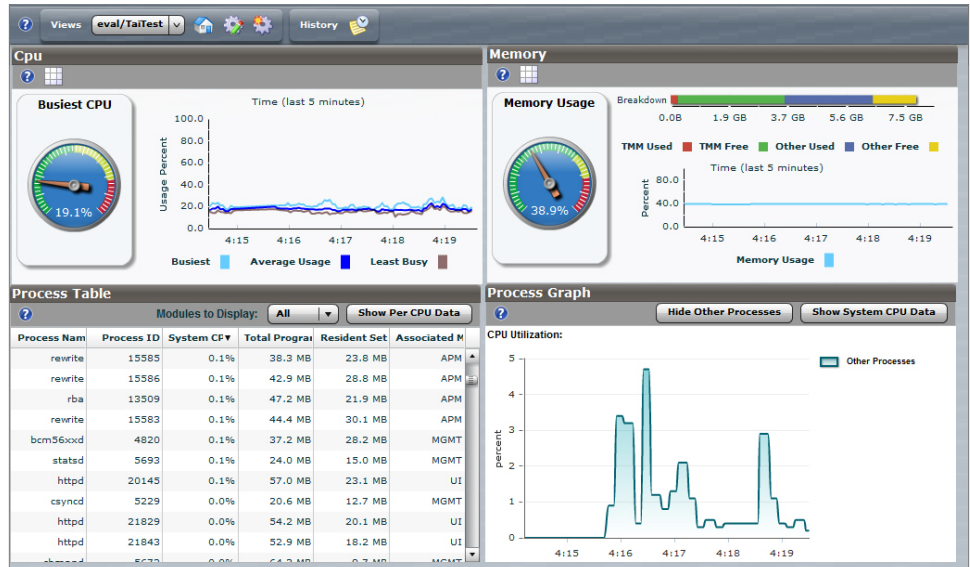 Views eval/TaiTest History
Cpu
Busiest CPU
19.1%
Time (last 5 minutes)
Usage Percent
100.0
80.0
60.0
40.0
20.0
0.0
4:15 4:16 4:17 4:18 4:19
Busiest Average Usage Least Busy
Memory
Memory Usage
38.9%
Breakdown
0.0B 1.9 GB 3.7 GB 5.6 GB 7.5 GB
TMM Used TMM Free Other Used Other Free
Time (last 5 minutes)
Percent
80.0
40.0
0.0
4:15 4:16 4:17 4:18 4:19
Memory Usage
Process Table
Modules to Display: All Show Per CPU Data
Process Nam Process ID System CP▼ Total Program Resident Set Associated M
rewrite 15585 0.1% 38.3 MB 23.8 MB APM
rewrite 15586 0.1% 42.9 MB 28.8 MB APM
rba 13509 0.1% 47.2 MB 21.9 MB APM
rewrite 15583 0.1% 44.4 MB 30.1 MB APM
bcm56xxd 4820 0.1% 37.2 MB 28.2 MB MGMT
statsd 5693 0.1% 24.0 MB 15.0 MB MGMT
httpd 20145 0.1% 57.0 MB 23.1 MB UI
csyncd 5229 0.0% 20.6 MB 12.7 MB MGMT
httpd 21829 0.0% 54.2 MB 20.1 MB UI
httpd 21843 0.0% 52.9 MB 18.2 MB UI
Process Graph
Hide Other Processes Show System CPU Data
CPU Utilization:
Other Processes
percent
5
4
3
2
1
0
4:15 4:16 4:17 4:18 4:19